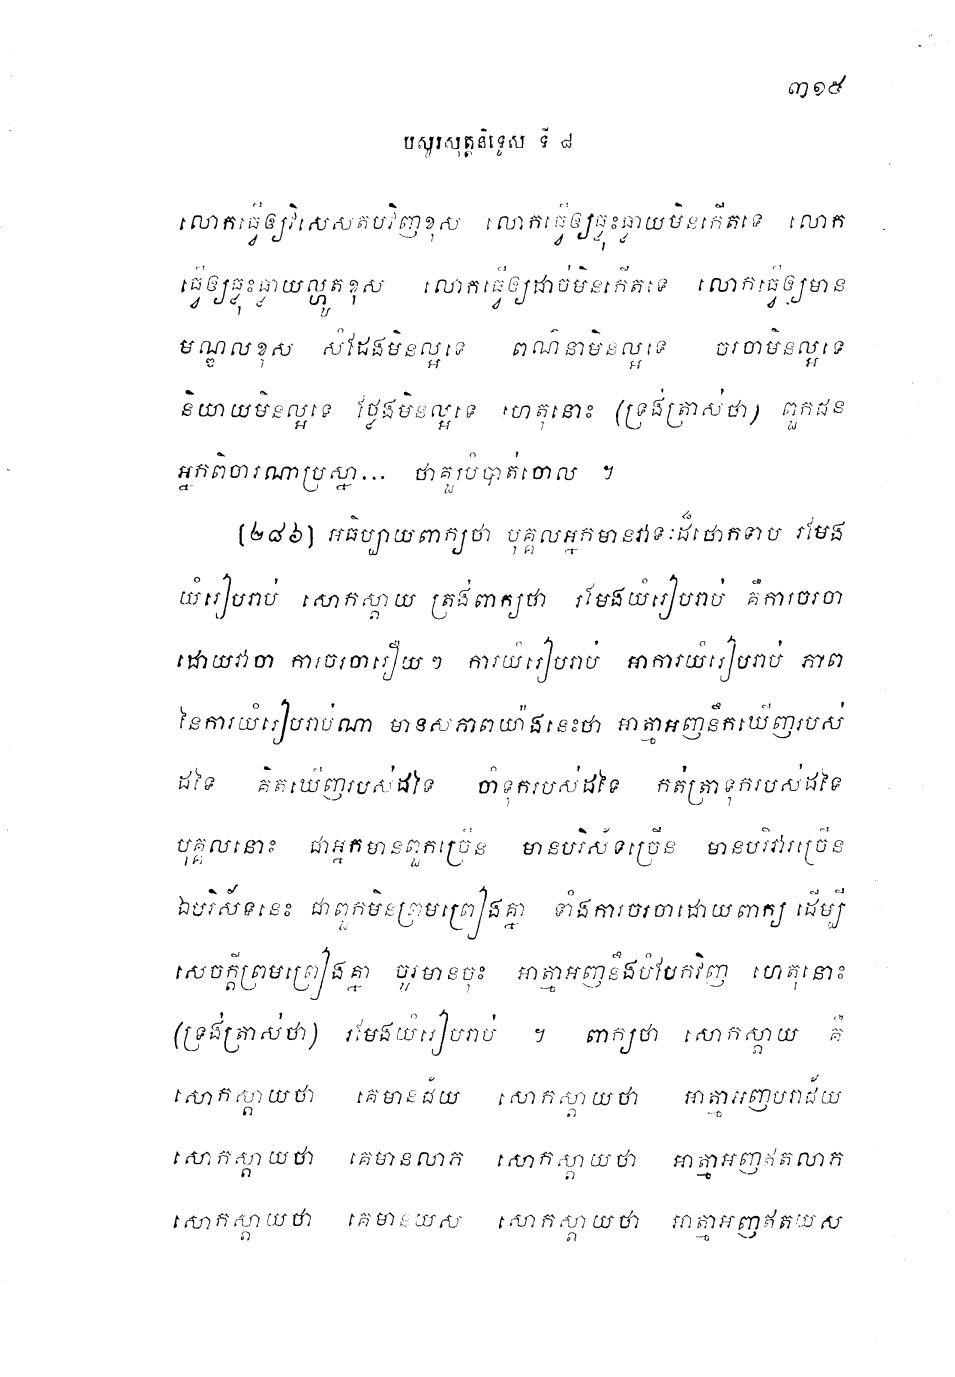 ៣១៥
បសូរសុត្តនិទ្ទេស ទី ៨
លោកធ្វើឲ្យវិសេសតបវិញខុស លោកធ្វើឲ្យផ្ទុះផ្ទាយមិនកើតទេ លោក
ធ្វើឲ្យផ្ទុះផ្ទាយល្ហូតខុស លោកធ្វើឲ្យដាច់មិនកើតទេ លោកធ្វើឲ្យមាន
មណ្ឌលខុស សំដែងមិនល្អទេ ពណ៌នាមិនល្អទេ ចរចាមិនល្អទេ
និយាយមិនល្អទេ ថ្លែងមិនល្អទេ ហេតុនោះ (ទ្រង់ត្រាស់ថា) ពួកជន
អ្នកពិចារណាប្រស្នា... ថាគួរបំបាត់ចោល ។
[២៨៦] អធិប្បាយពាក្យថា បុគ្គលអ្នកមានវាទៈដ៏ថោកទាប រមែង
យំរៀបរាប់ សោកស្តាយ ត្រង់ពាក្យថា រមែងយំរៀបរាប់ គឺការចរចា
ដោយវាចា ការចរចារឿយៗ ការយំរៀបរាប់ អាការយំរៀបរាប់ ភាព
នៃការយំរៀបរាប់ណា មានសភាពយ៉ាងនេះថា អាត្មាអញនឹកឃើញរបស់
ដទៃ គិតឃើញរបស់ដទៃ ចាំទុករបស់ដទៃ កត់ត្រាទុករបស់ដទៃ
បុគ្គលនោះ ជាអ្នកមានពួកច្រើន មានបរិស័ទច្រើន មានបរិវារច្រើន
ឯបរិស័ទនេះ ជាពួកមិនព្រមព្រៀងគ្នា ទាំងការចរចាដោយពាក្យ ដើម្បី
សេចក្តីព្រមព្រៀងគ្នា ចូរមានចុះ អាត្មាអញនឹងបំបែកវិញ ហេតុនោះ
(ទ្រង់ត្រាស់ថា) រមែងយំរៀបរាប់ ។ ពាក្យថា សោកស្តាយ គឺ
សោកស្តាយថា គេមានជ័យ សោកស្តាយថា អាត្មាអញបរាជ័យ
សោកស្តាយថា គេមានលាភ សោកស្តាយថា អាត្មាអញឥតលាភ
សោកស្តាយថា គេមានយស សោកស្តាយថា អាត្មាអញឥតយស